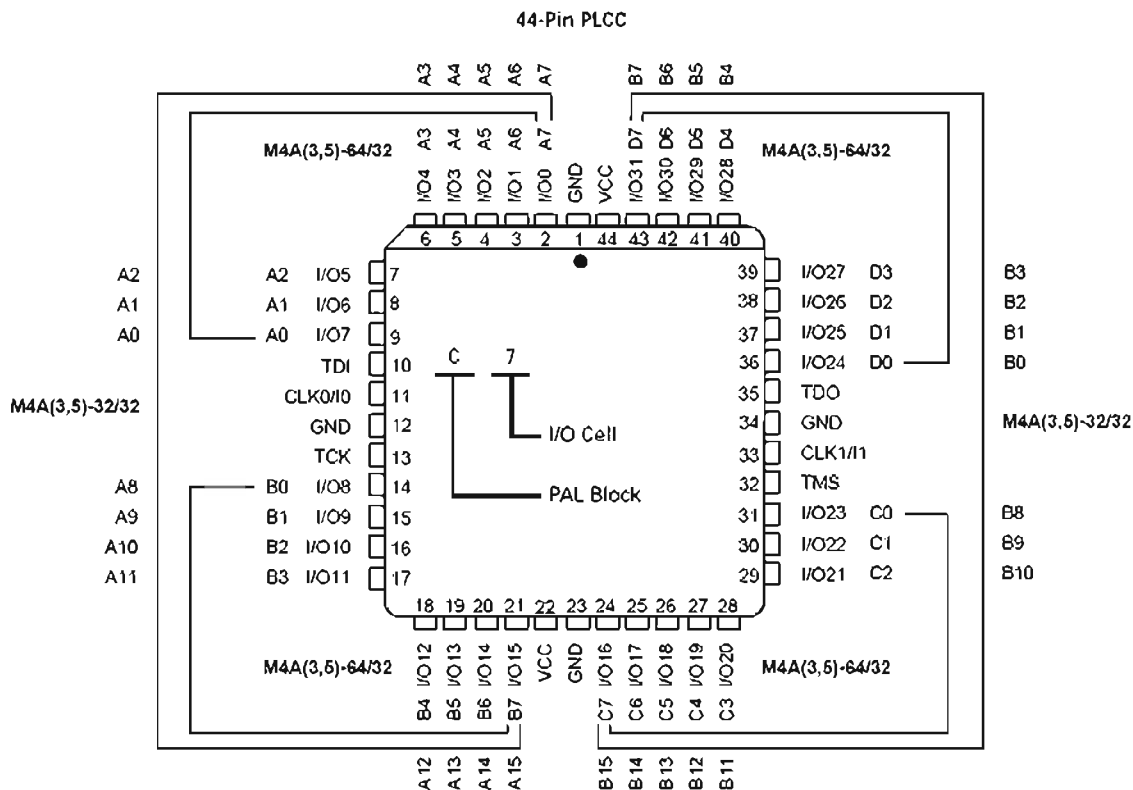 44-Pin PLCC
A3 A4 A5 A6 A7 B7 B6 B5 B4
M4A(3,5)-64/32 A3 A4 A5 A6 A7 D7 D6 D5 D4 M4A(3,5)-64/32
I/O4 I/O3 I/O2 I/O1 I/O0 GND VCC I/O31 I/O30 I/O29 I/O28
6 5 4 3 2 1 44 43 42 41 40
A2 A2 I/O5 7 39 I/O27 D3 B3
A1 A1 I/O6 8 38 I/O26 D2 B2
A0 A0 I/O7 9 37 I/O25 D1 B1
TDI 10 C 7 36 I/O24 D0 B0
CLK0/I0 11 35 TDO
M4A(3,5)-32/32 M4A(3,5)-32/32
GND 12 I/O Cell 34 GND
TCK 13 33 CLK1/I1
A8 B0 I/O8 14 PAL Block 32 TMS
A9 B1 I/O9 15 31 I/O23 C0 B8
A10 B2 I/O10 16 30 I/O22 C1 B9
A11 B3 I/O11 17 29 I/O21 C2 B10
18 19 20 21 22 23 24 25 26 27 28
M4A(3,5)-64/32 I/O12 I/O13 I/O14 I/O15 VCC GND I/O16 I/O17 I/O18 I/O19 I/O20 M4A(3,5)-64/32
B4 B5 B6 B7 C7 C6 C5 C4 C3
A12 A13 A14 A15 B15 B14 B13 B12 B11